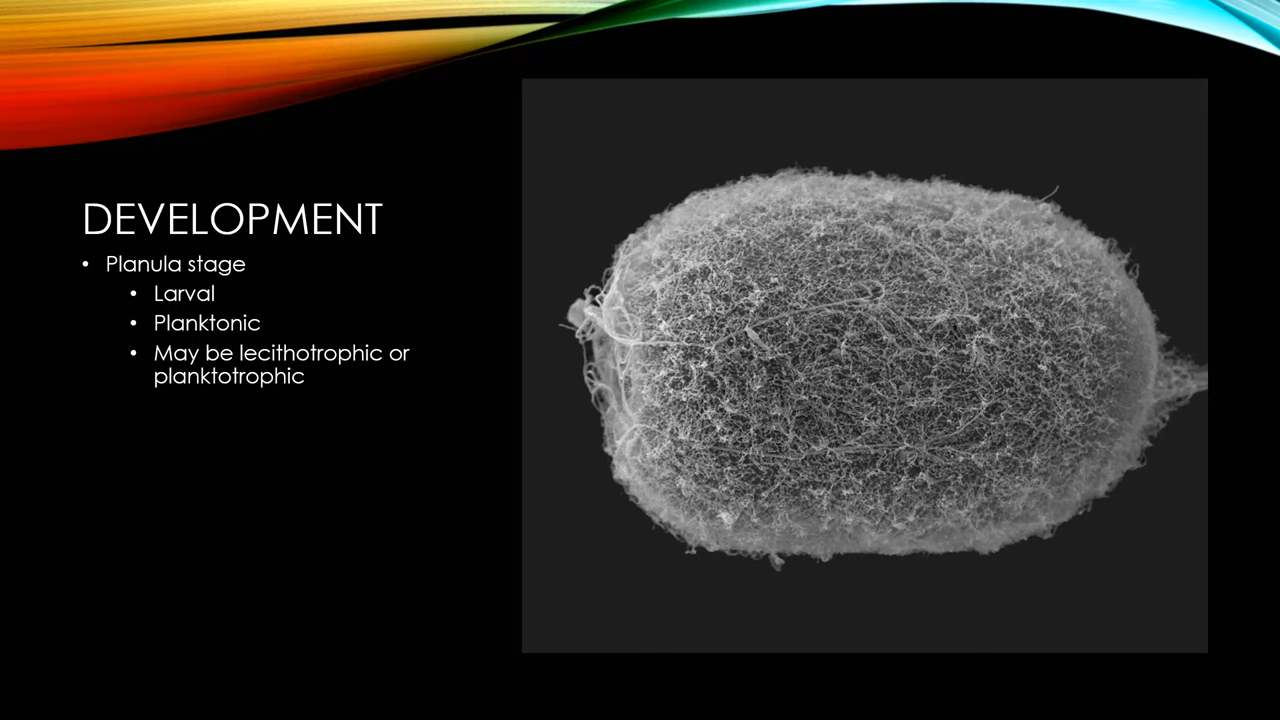 DEVELOPMENT
• Planula stage
• Larval
• Planktonic
• May be lecithotrophic or
planktotrophic